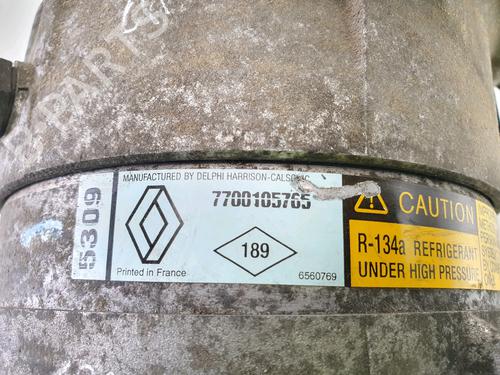 5309
MANUFACTURED BY DELPHI HARRISON-CALSONIC
7700105765
189
Printed in France
6560769
CAUTION
R-134a REFRIGERANT
UNDER HIGH PRESSURE